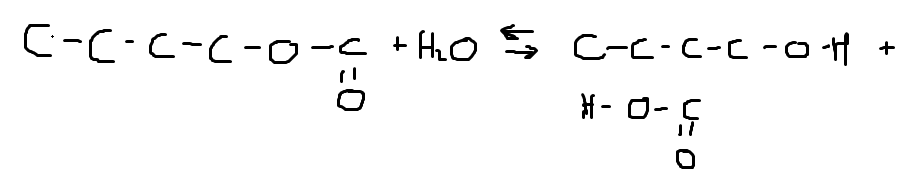 C-C-C-C-O-C + H₂O ⇆ C-C-C-C-O-H +
||
O
H-O-C
||
O